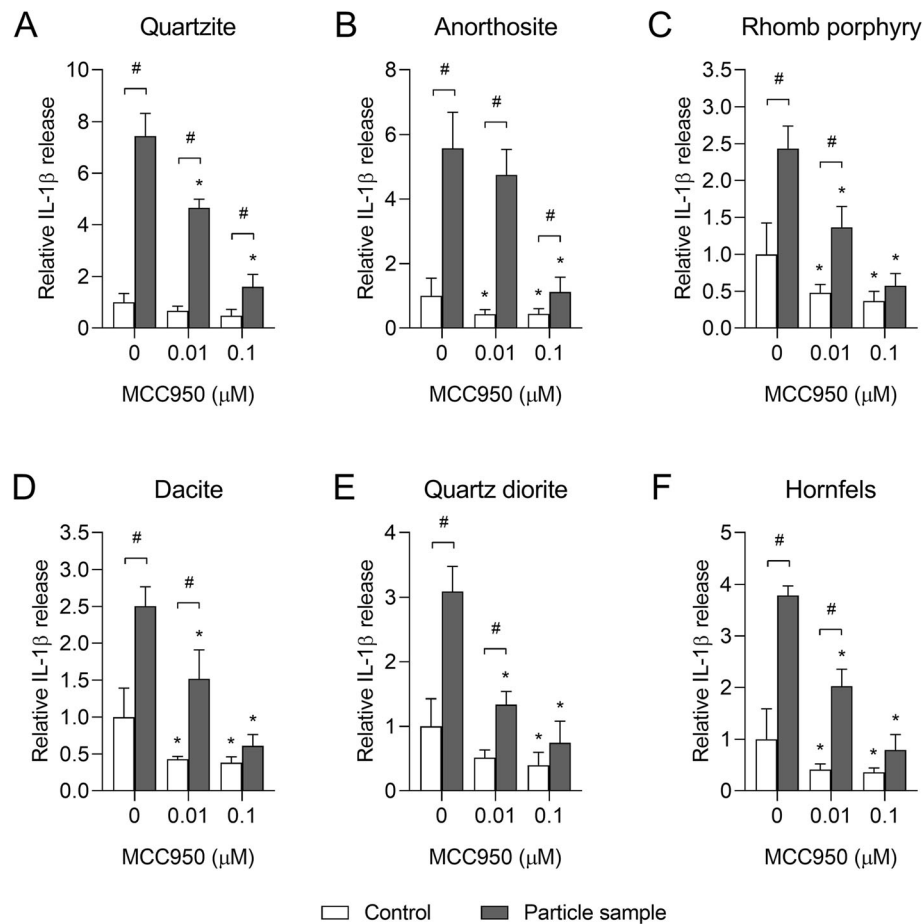 A Quartzite
Relative IL-1β release
10
8
6
4
2
0
#
#
*
#
*
0 0.01 0.1
MCC950 (μM)
B Anorthosite
Relative IL-1β release
8
6
4
2
0
#
#
*
#
* *
0 0.01 0.1
MCC950 (μM)
C Rhomb porphyry
Relative IL-1β release
3.5
3.0
2.5
2.0
1.5
1.0
0.5
0.0
#
#
* *
* *
0 0.01 0.1
MCC950 (μM)
D Dacite
Relative IL-1β release
3.5
3.0
2.5
2.0
1.5
1.0
0.5
0.0
#
#
* *
* *
0 0.01 0.1
MCC950 (μM)
E Quartz diorite
Relative IL-1β release
4
3
2
1
0
#
#
*
* *
0 0.01 0.1
MCC950 (μM)
F Hornfels
Relative IL-1β release
5
4
3
2
1
0
#
#
* *
* *
0 0.01 0.1
MCC950 (μM)
Control Particle sample